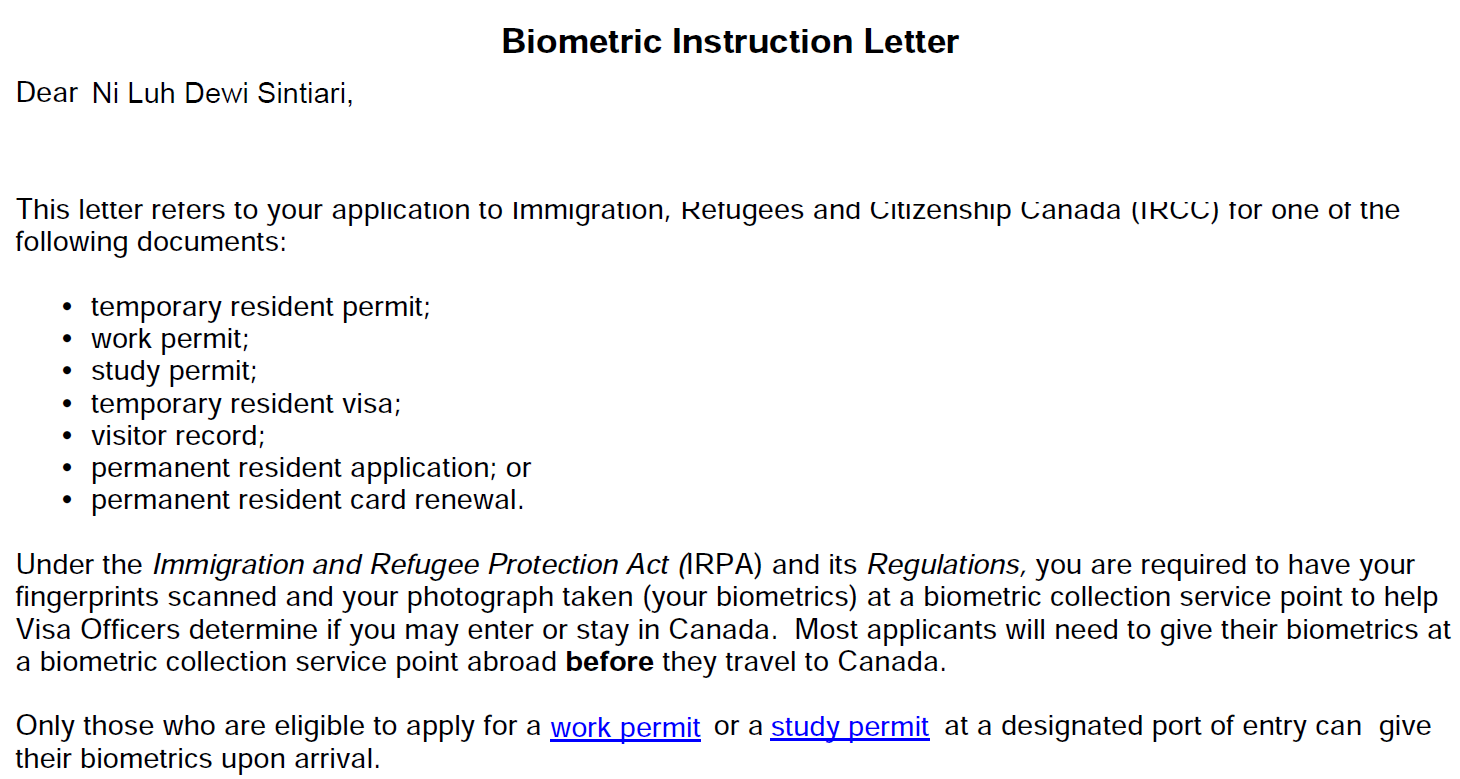 Biometric Instruction Letter
Dear Ni Luh Dewi Sintiari,
This letter refers to your application to Immigration, Refugees and Citizenship Canada (IRCC) for one of the
following documents:
• temporary resident permit;
• work permit;
• study permit;
• temporary resident visa;
• visitor record;
• permanent resident application; or
• permanent resident card renewal.
Under the Immigration and Refugee Protection Act (IRPA) and its Regulations, you are required to have your
fingerprints scanned and your photograph taken (your biometrics) at a biometric collection service point to help
Visa Officers determine if you may enter or stay in Canada. Most applicants will need to give their biometrics at
a biometric collection service point abroad before they travel to Canada.
Only those who are eligible to apply for a work permit or a study permit at a designated port of entry can give
their biometrics upon arrival.